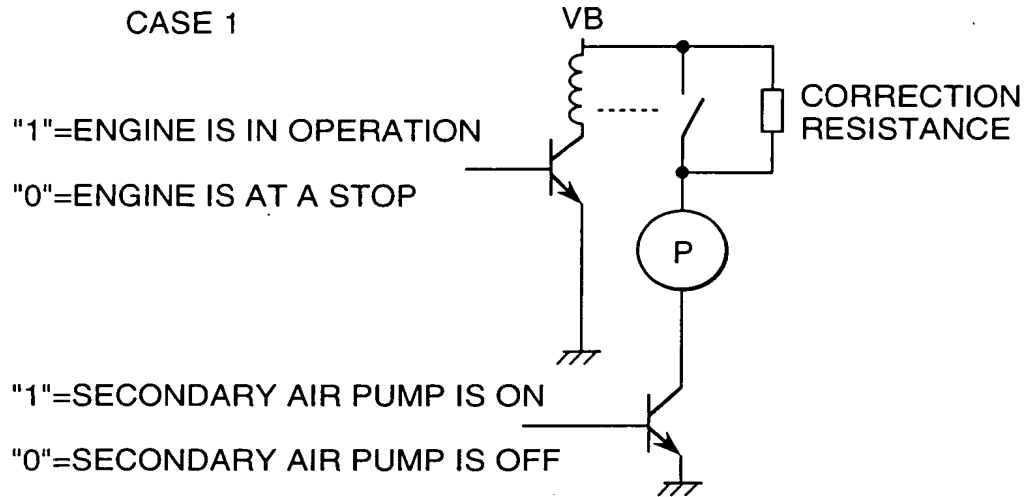 CASE 1
VB
CORRECTION
RESISTANCE
"1"=ENGINE IS IN OPERATION
"0"=ENGINE IS AT A STOP
P
"1"=SECONDARY AIR PUMP IS ON
"0"=SECONDARY AIR PUMP IS OFF